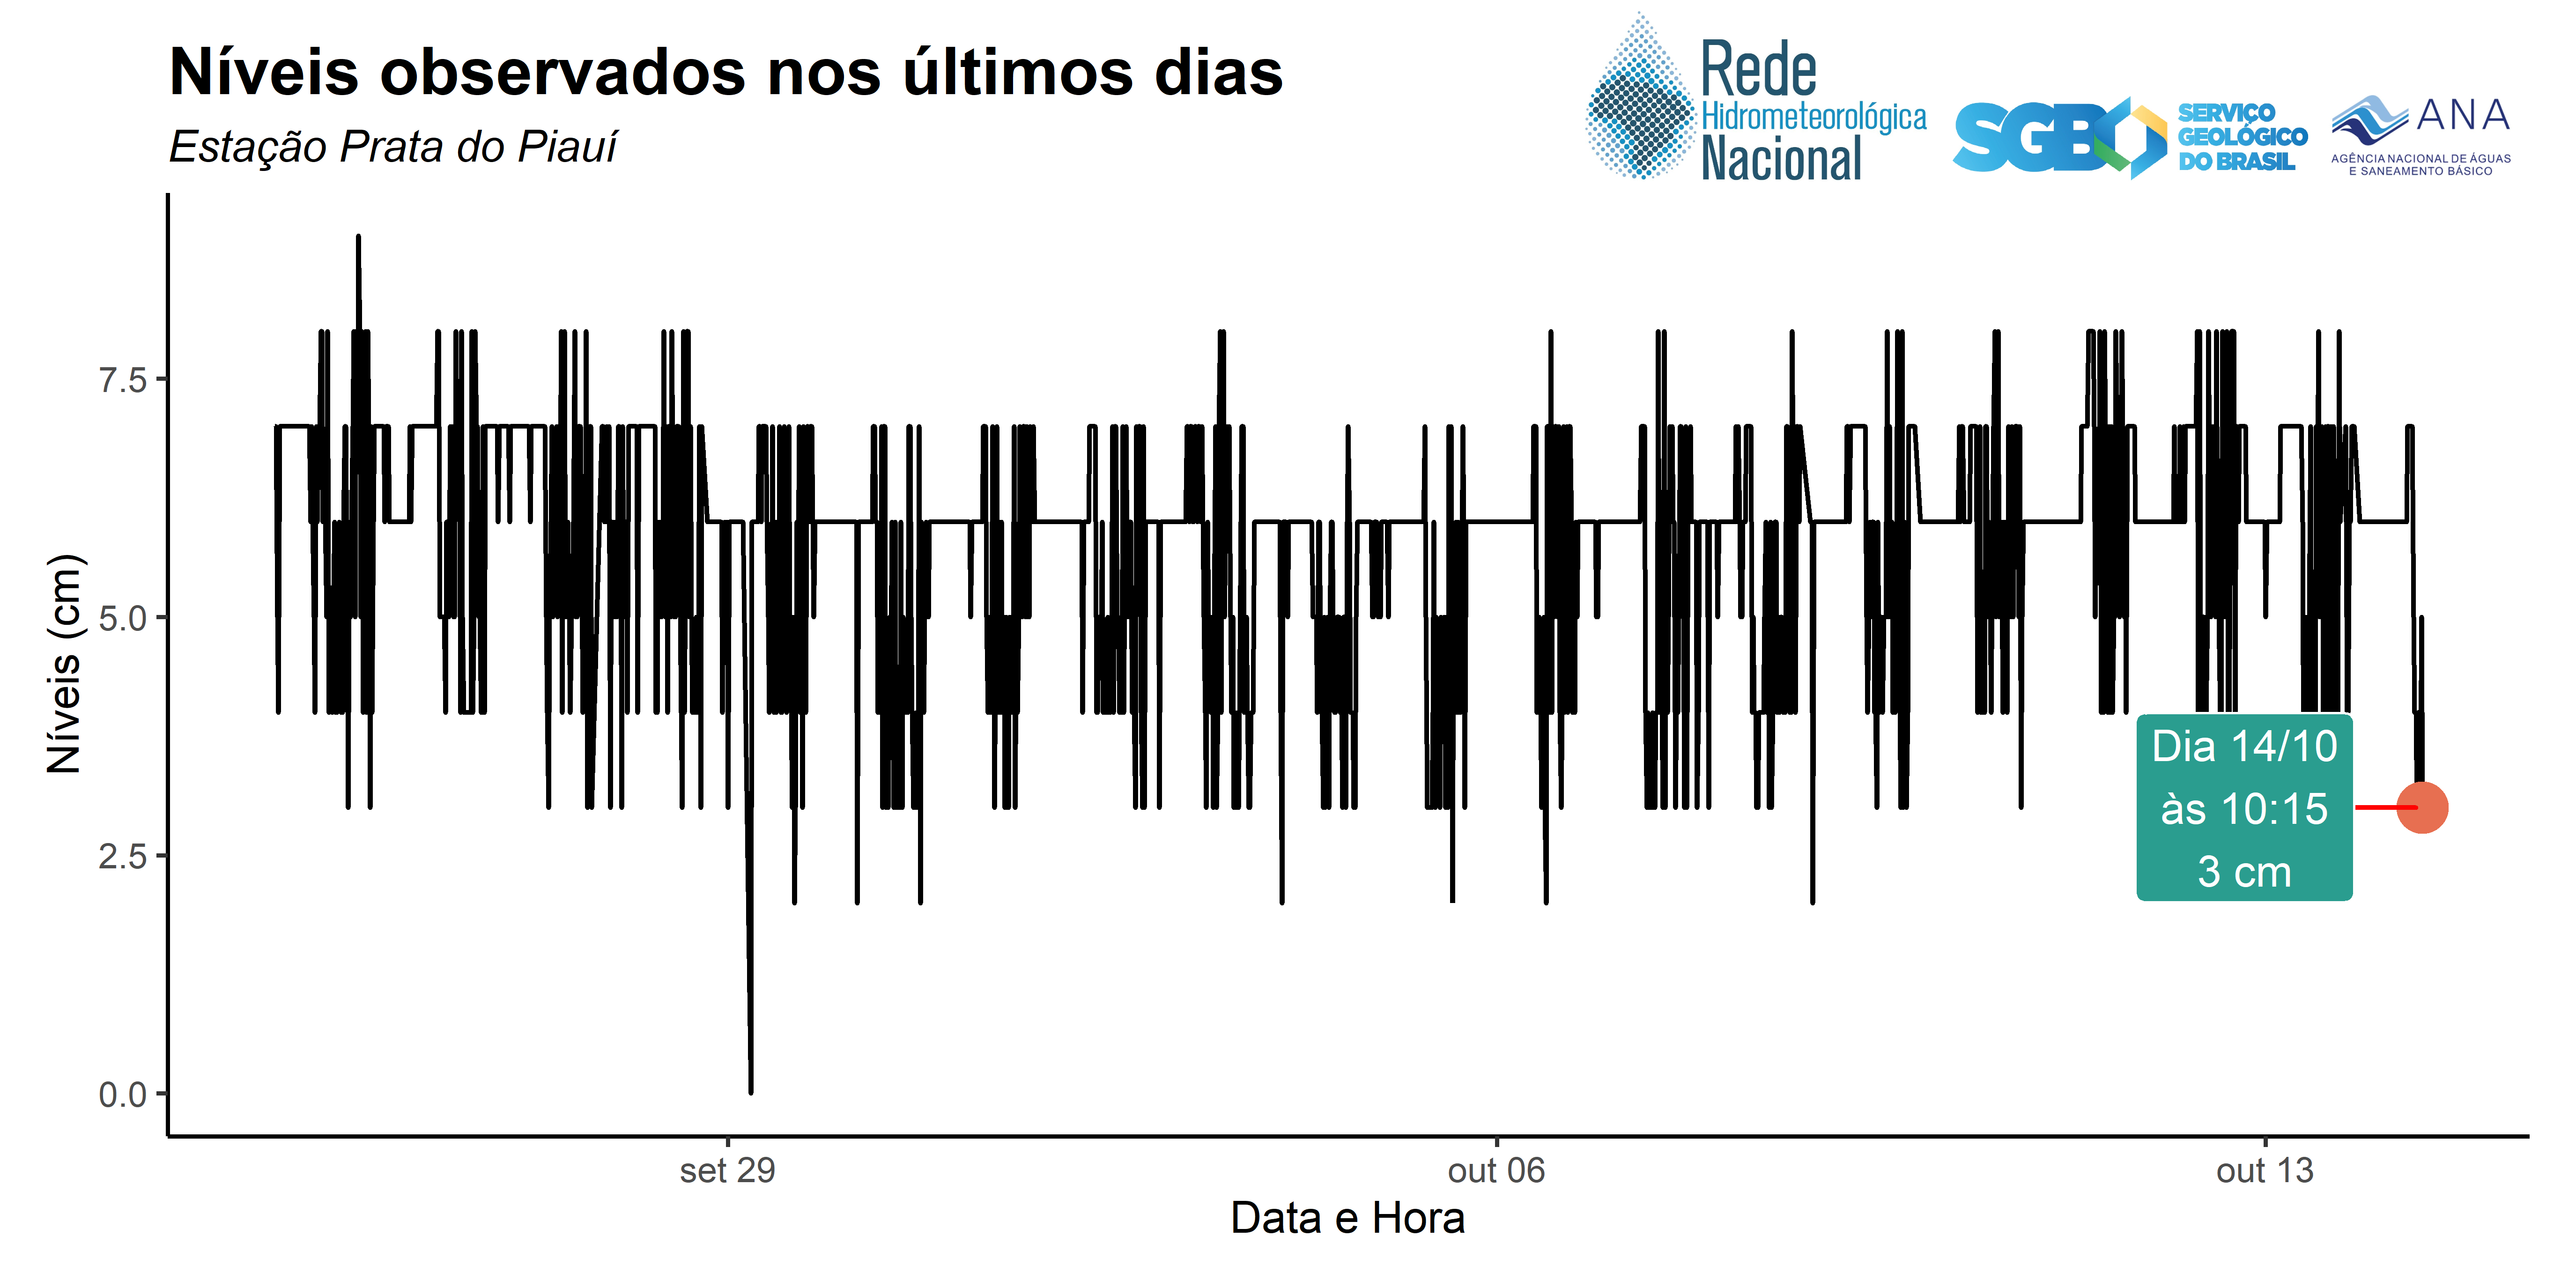 Níveis observados nos últimos dias
Estação Prata do Piauí
Rede
Hidrometeorológica
Nacional
SGB
SERVIÇO
GEOLÓGICO
DO BRASIL
ANA
AGÊNCIA NACIONAL DE ÁGUAS
E SANEAMENTO BÁSICO
Níveis (cm)
7.5
5.0
2.5
0.0
Dia 14/10
às 10:15
3 cm
set 29
out 06
out 13
Data e Hora